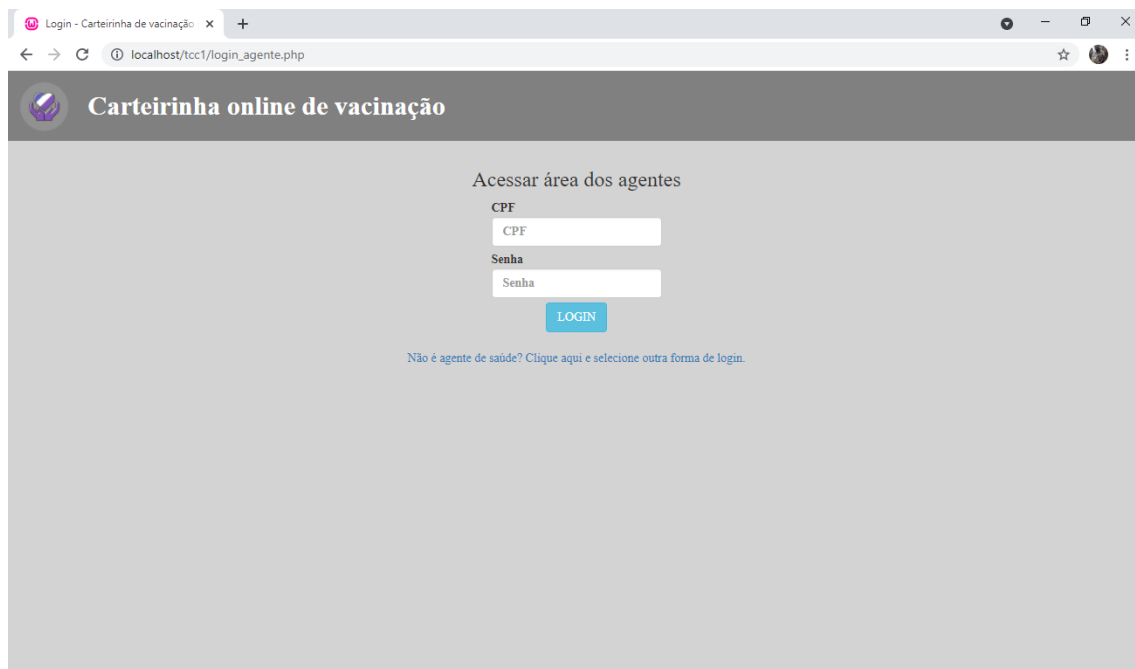 Login - Carteirinha de vacinação
localhost/tcc1/login_agente.php
Carteirinha online de vacinação
Acessar área dos agentes
CPF
CPF
Senha
Senha
LOGIN
Não é agente de saúde? Clique aqui e selecione outra forma de login.